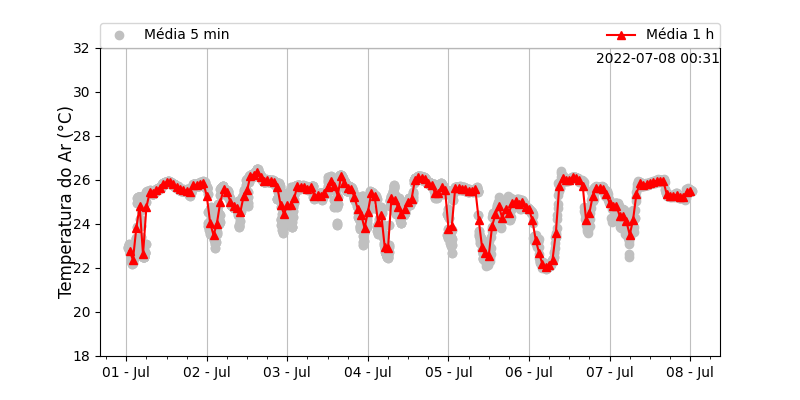 Média 5 min
Média 1 h
2022-07-08 00:31
Temperatura do Ar (°C)
32
30
28
26
24
22
20
18
01 - Jul
02 - Jul
03 - Jul
04 - Jul
05 - Jul
06 - Jul
07 - Jul
08 - Jul